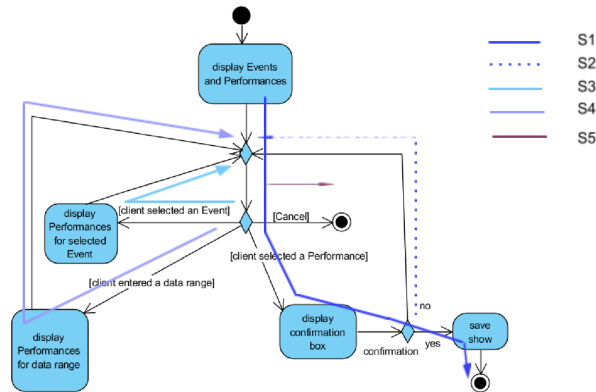 display Events
and Performances
S1
S2
S3
S4
S5
[client selected an Event]
[Cancel]
display
Performances
for selected
Event
[client selected a Performance]
[client entered a data range]
no
display
confirmation
box
confirmation
yes
save
show
display
Performances
for data range